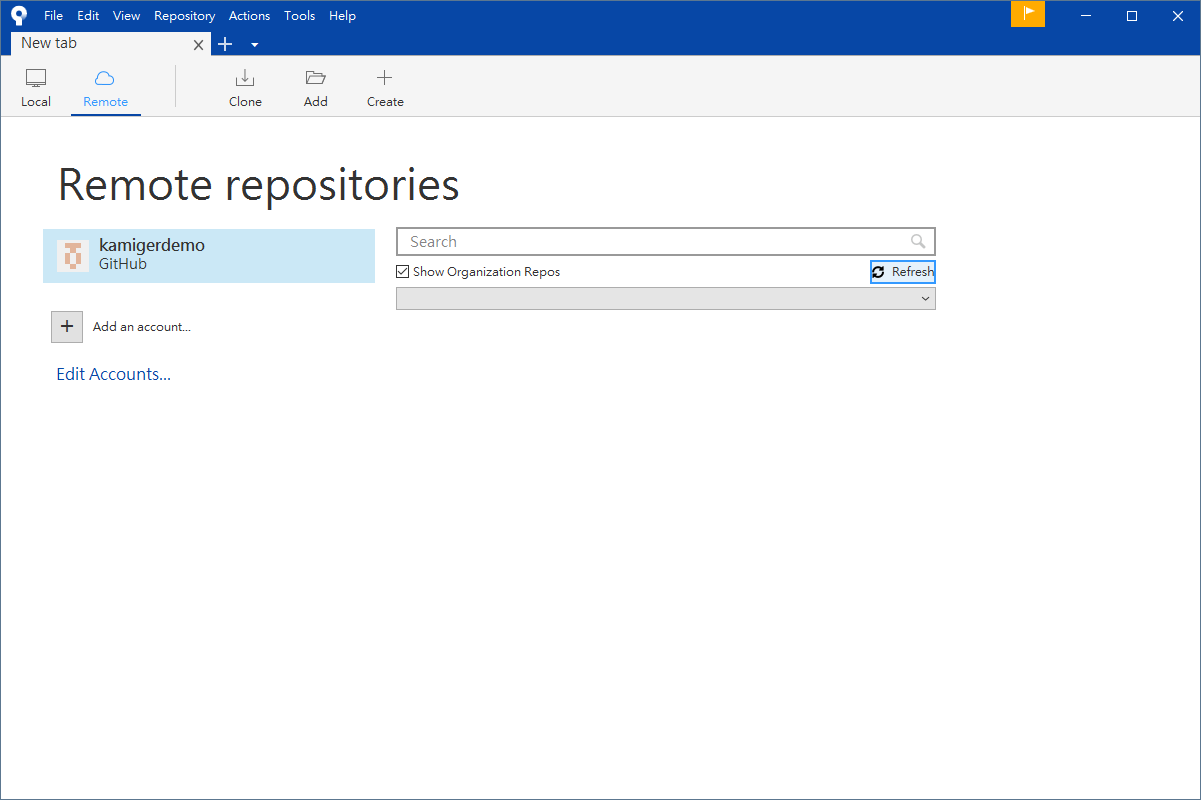 File Edit View Repository Actions Tools Help
New tab
Local Remote Clone Add Create
Remote repositories
kamigerdemo
GitHub
Search
Show Organization Repos Refresh
Add an account...
Edit Accounts...